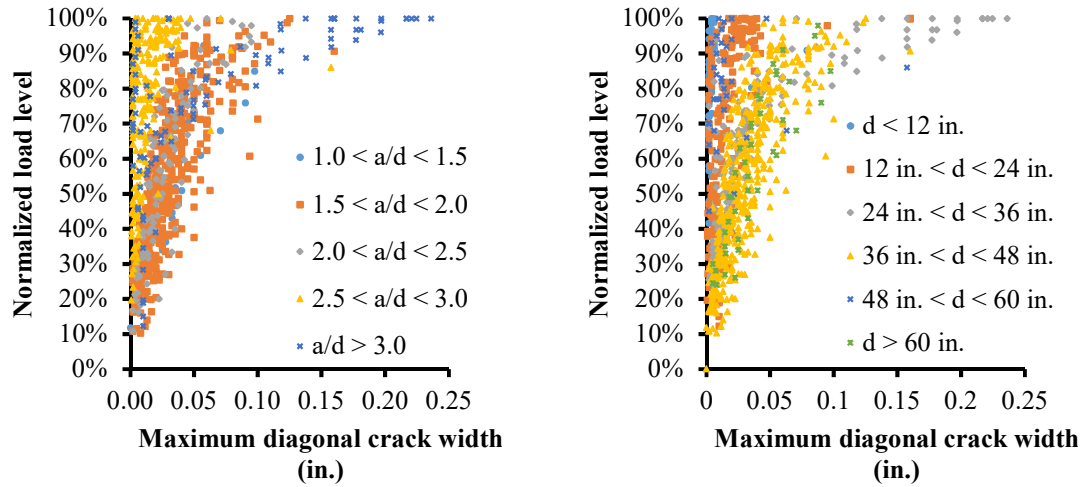 Normalized load level
100%
90%
80%
70%
60%
50%
40%
30%
20%
10%
0%
0.00 0.05 0.10 0.15 0.20 0.25
Maximum diagonal crack width
(in.)
1.0 < a/d < 1.5
1.5 < a/d < 2.0
2.0 < a/d < 2.5
2.5 < a/d < 3.0
a/d > 3.0
Normalized load level
100%
90%
80%
70%
60%
50%
40%
30%
20%
10%
0%
0 0.05 0.10 0.15 0.20 0.25
Maximum diagonal crack width
(in.)
d < 12 in.
12 in. < d < 24 in.
24 in. < d < 36 in.
36 in. < d < 48 in.
48 in. < d < 60 in.
d > 60 in.